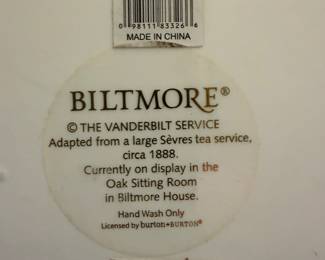 0 98111 83326 6
MADE IN CHINA
BILTMORE®
© THE VANDERBILT SERVICE
Adapted from a large Sèvres tea service,
circa 1888.
Currently on display in the
Oak Sitting Room
in Biltmore House.
Hand Wash Only
Licensed by burton+BURTON®